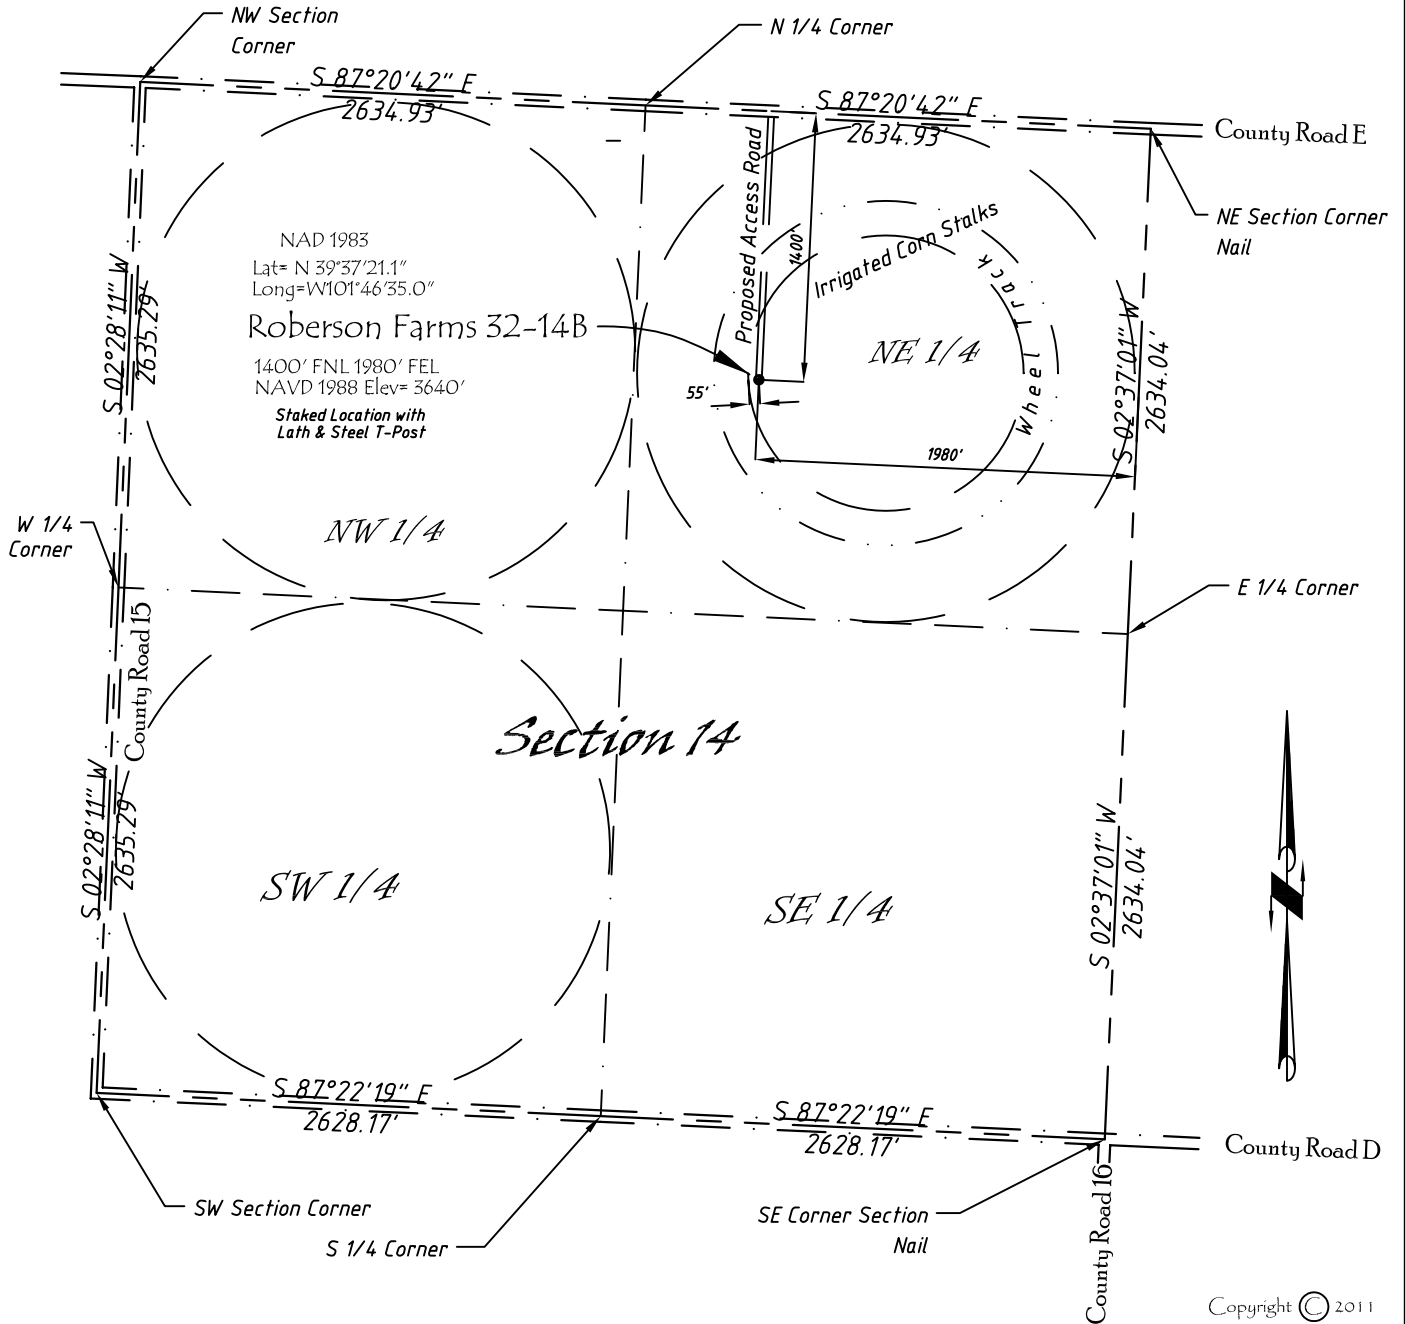 NW Section
Corner
N 1/4 Corner
S 87°20'42" E
2634.93'
S 87°20'42" E
2634.93'
County Road E
NE Section Corner
Nail
Proposed Access Road
1400'
Irrigated Corn Stalks
Wheel Track
NAD 1983
Lat= N 39°37'21.1"
Long=W101°46'35.0"
Roberson Farms 32-14B
1400' FNL 1980' FEL
NAVD 1988 Elev= 3640'
Staked Location with
Lath & Steel T-Post
S 02°28'11" W
2635.29'
NE 1/4
55'
1980'
S 02°37'01" W
2634.04'
NW 1/4
W 1/4
Corner
E 1/4 Corner
County Road 15
Section 14
S 02°28'11" W
2635.29'
SW 1/4
SE 1/4
S 02°37'01" W
2634.04'
S 87°22'19" E
2628.17'
S 87°22'19" E
2628.17'
County Road D
SW Section Corner
S 1/4 Corner
SE Corner Section
Nail
County Road 16
Copyright © 2011